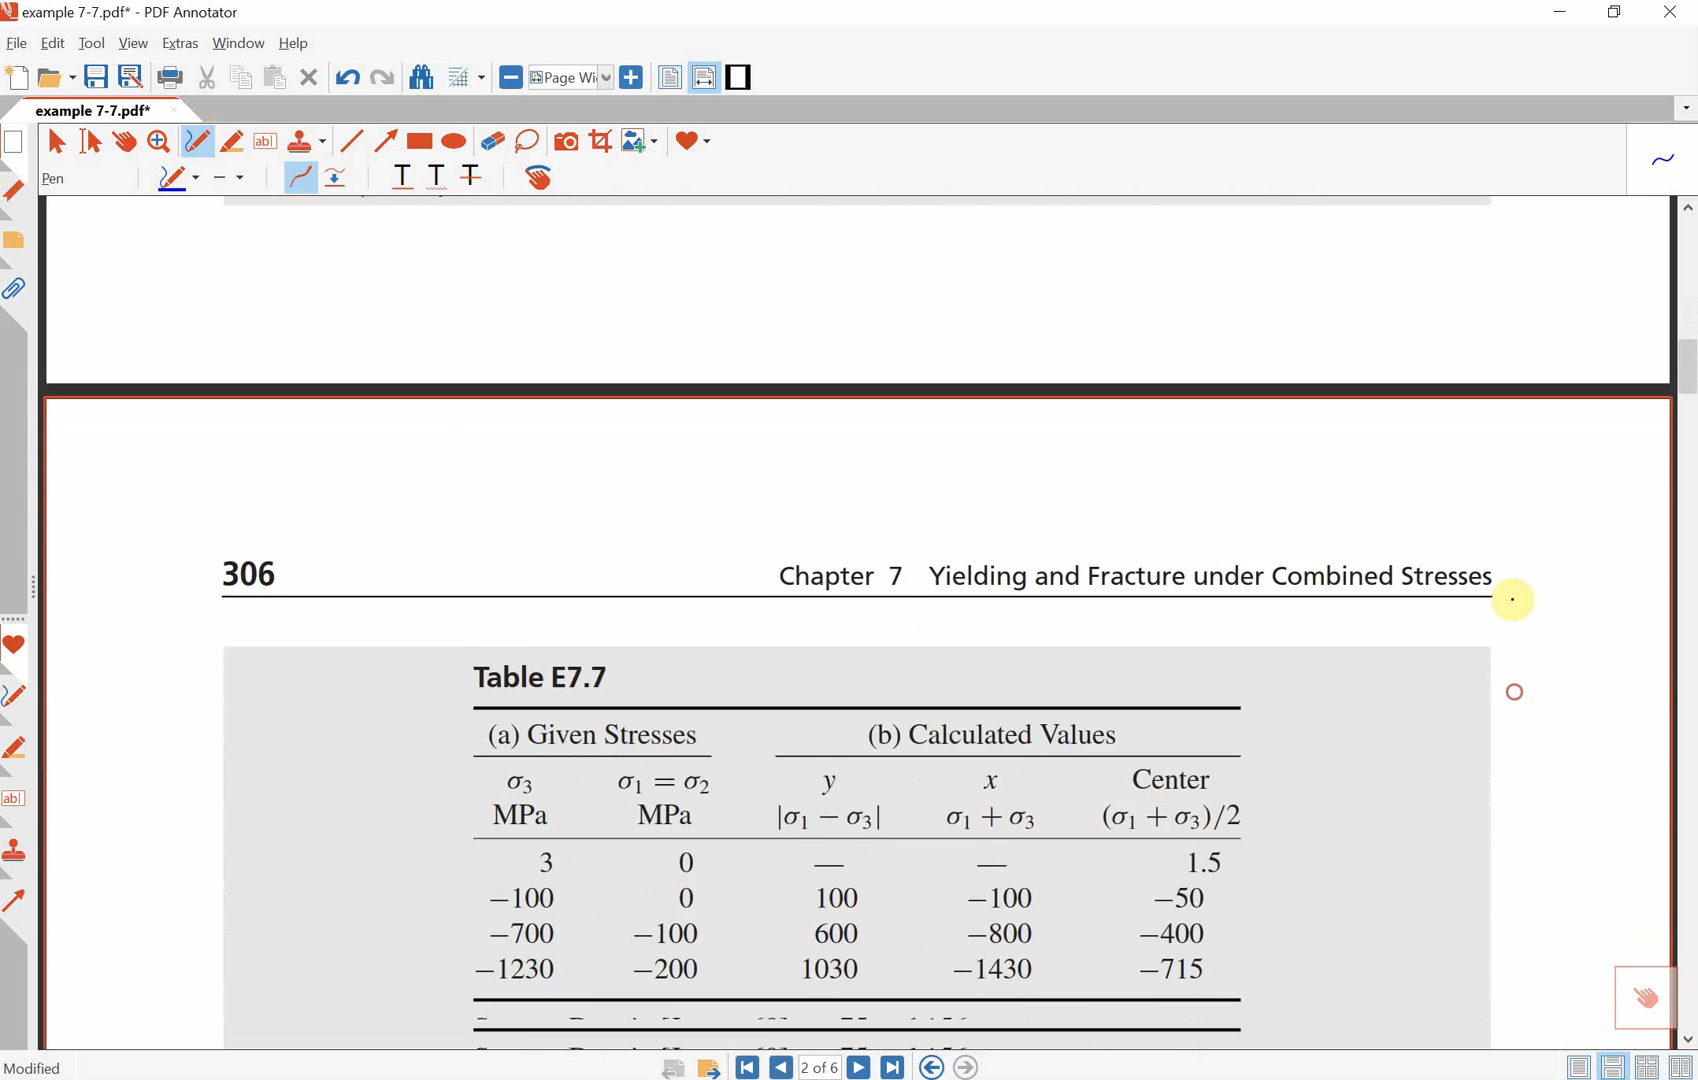 example 7-7.pdf* - PDF Annotator
File Edit Tool View Extras Window Help
Page Wi
example 7-7.pdf*
Pen
306
Chapter 7 Yielding and Fracture under Combined Stresses
Table E7.7
(a) Given Stresses (b) Calculated Values
σ3 σ1 = σ2 y x Center
MPa MPa |σ1 − σ3| σ1 + σ3 (σ1 + σ3)/2
3 0 — — 1.5
−100 0 100 −100 −50
−700 −100 600 −800 −400
−1230 −200 1030 −1430 −715
Modified
2 of 6